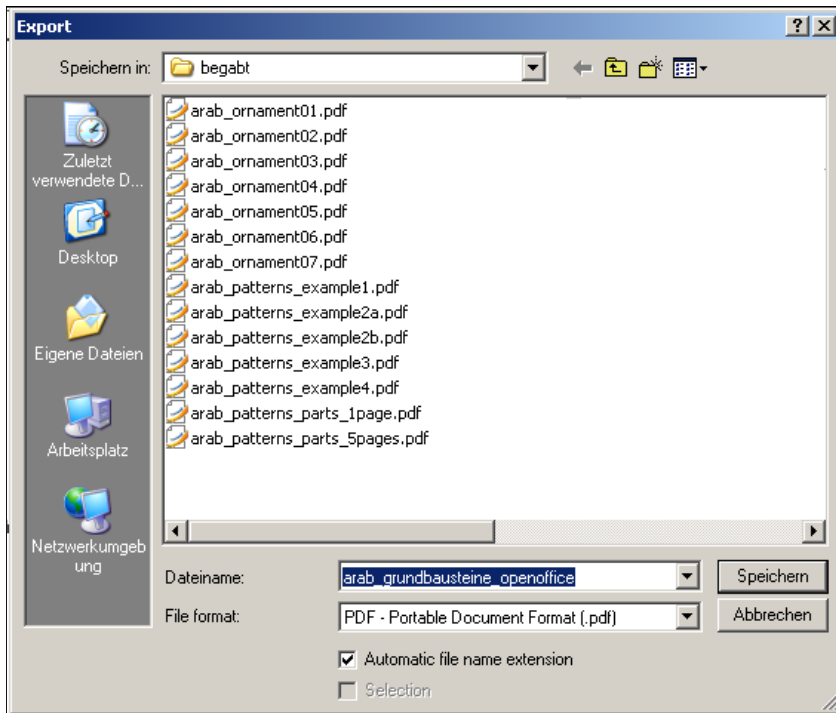 Export
Speichern in:
begabt
Zuletzt
verwendete D...
Desktop
Eigene Dateien
Arbeitsplatz
Netzwerkumgeb
ung
arab_ornament01.pdf
arab_ornament02.pdf
arab_ornament03.pdf
arab_ornament04.pdf
arab_ornament05.pdf
arab_ornament06.pdf
arab_ornament07.pdf
arab_patterns_example1.pdf
arab_patterns_example2a.pdf
arab_patterns_example2b.pdf
arab_patterns_example3.pdf
arab_patterns_example4.pdf
arab_patterns_parts_1page.pdf
arab_patterns_parts_5pages.pdf
Dateiname:
arab_grundbausteine_openoffice
Speichern
File format:
PDF - Portable Document Format (.pdf)
Abbrechen
Automatic file name extension
Selection